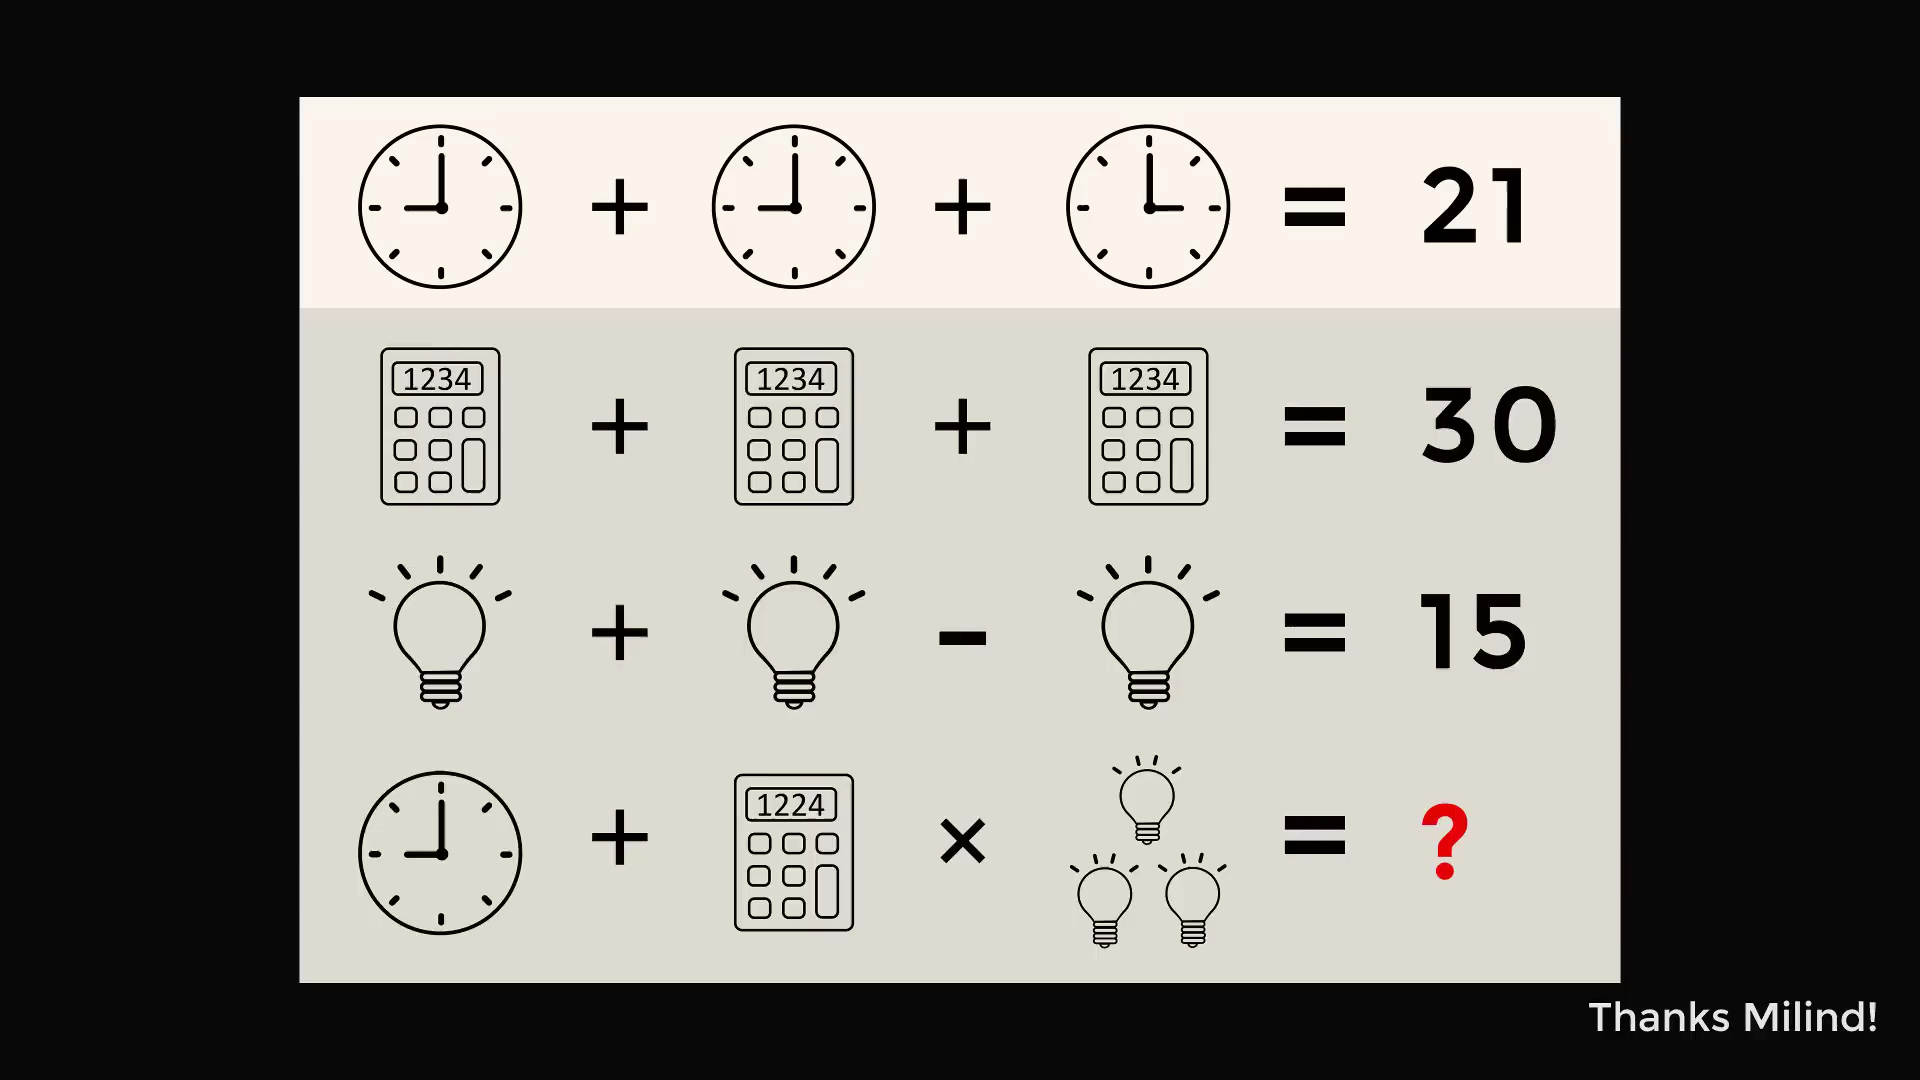 + + = 21
1234 + 1234 + 1234 = 30
+ - = 15
+ 1224 × = ?
Thanks Milind!